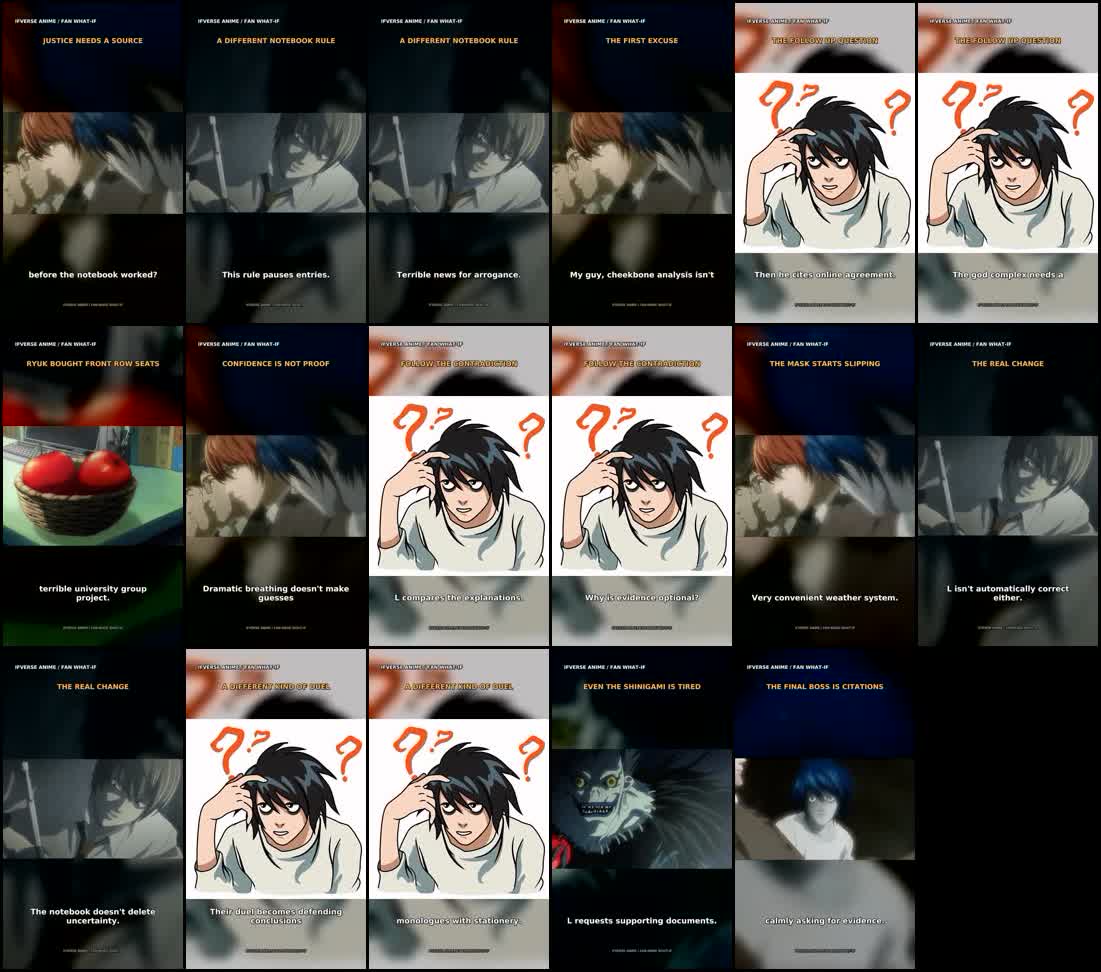 IFVERSE ANIME / FAN WHAT-IF
JUSTICE NEEDS A SOURCE
before the notebook worked?
IFVERSE ANIME / FAN WHAT-IF
A DIFFERENT NOTEBOOK RULE
This rule pauses entries.
IFVERSE ANIME / FAN WHAT-IF
A DIFFERENT NOTEBOOK RULE
Terrible news for arrogance.
IFVERSE ANIME / FAN WHAT-IF
THE FIRST EXCUSE
My guy, cheekbone analysis isn't
IFVERSE ANIME / FAN WHAT-IF
THE FOLLOW UP QUESTION
Then he cites online agreement.
IFVERSE ANIME / FAN WHAT-IF
THE FOLLOW UP QUESTION
The god complex needs a
IFVERSE ANIME / FAN WHAT-IF
RYUK BOUGHT FRONT ROW SEATS
terrible university group
project.
IFVERSE ANIME / FAN WHAT-IF
CONFIDENCE IS NOT PROOF
Dramatic breathing doesn't make
guesses
IFVERSE ANIME / FAN WHAT-IF
FOLLOW THE CONTRADICTION
L compares the explanations.
IFVERSE ANIME / FAN WHAT-IF
FOLLOW THE CONTRADICTION
Why is evidence optional?
IFVERSE ANIME / FAN WHAT-IF
THE MASK STARTS SLIPPING
Very convenient weather system.
IFVERSE ANIME / FAN WHAT-IF
THE REAL CHANGE
L isn't automatically correct
either.
IFVERSE ANIME / FAN WHAT-IF
THE REAL CHANGE
The notebook doesn't delete
uncertainty.
IFVERSE ANIME / FAN WHAT-IF
A DIFFERENT KIND OF DUEL
Their duel becomes defending
conclusions
IFVERSE ANIME / FAN WHAT-IF
A DIFFERENT KIND OF DUEL
monologues with stationery.
IFVERSE ANIME / FAN WHAT-IF
EVEN THE SHINIGAMI IS TIRED
L requests supporting documents.
IFVERSE ANIME / FAN WHAT-IF
THE FINAL BOSS IS CITATIONS
calmly asking for evidence.